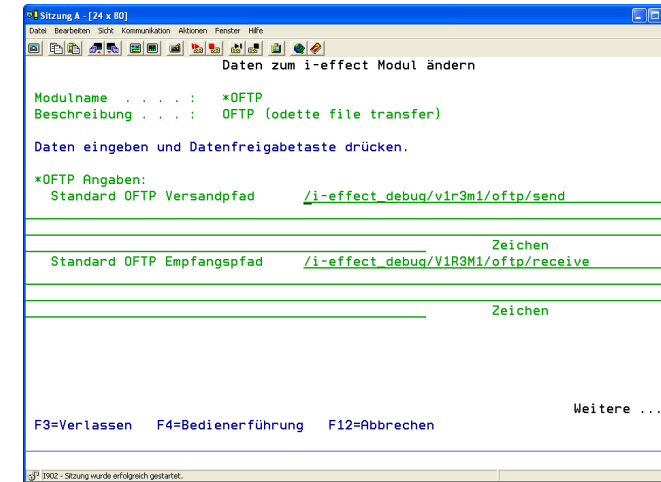 Sitzung A - [24 x 80]
Datei Bearbeiten Sicht Kommunikation Aktionen Fenster Hilfe
Daten zum i-effect Modul ändern
Modulname . . . . : *OFTP
Beschreibung . . . : OFTP (odette file transfer)
Daten eingeben und Datenfreigabetaste drücken.
*OFTP Angaben:
Standard OFTP Versandpfad /i-effect_debug/v1r3m1/oftp/send
Zeichen
Standard OFTP Empfangspfad /i-effect_debug/V1R3M1/oftp/receive
Zeichen
Weitere ...
F3=Verlassen F4=Bedienerführung F12=Abbrechen
I902 - Sitzung wurde erfolgreich gestartet.